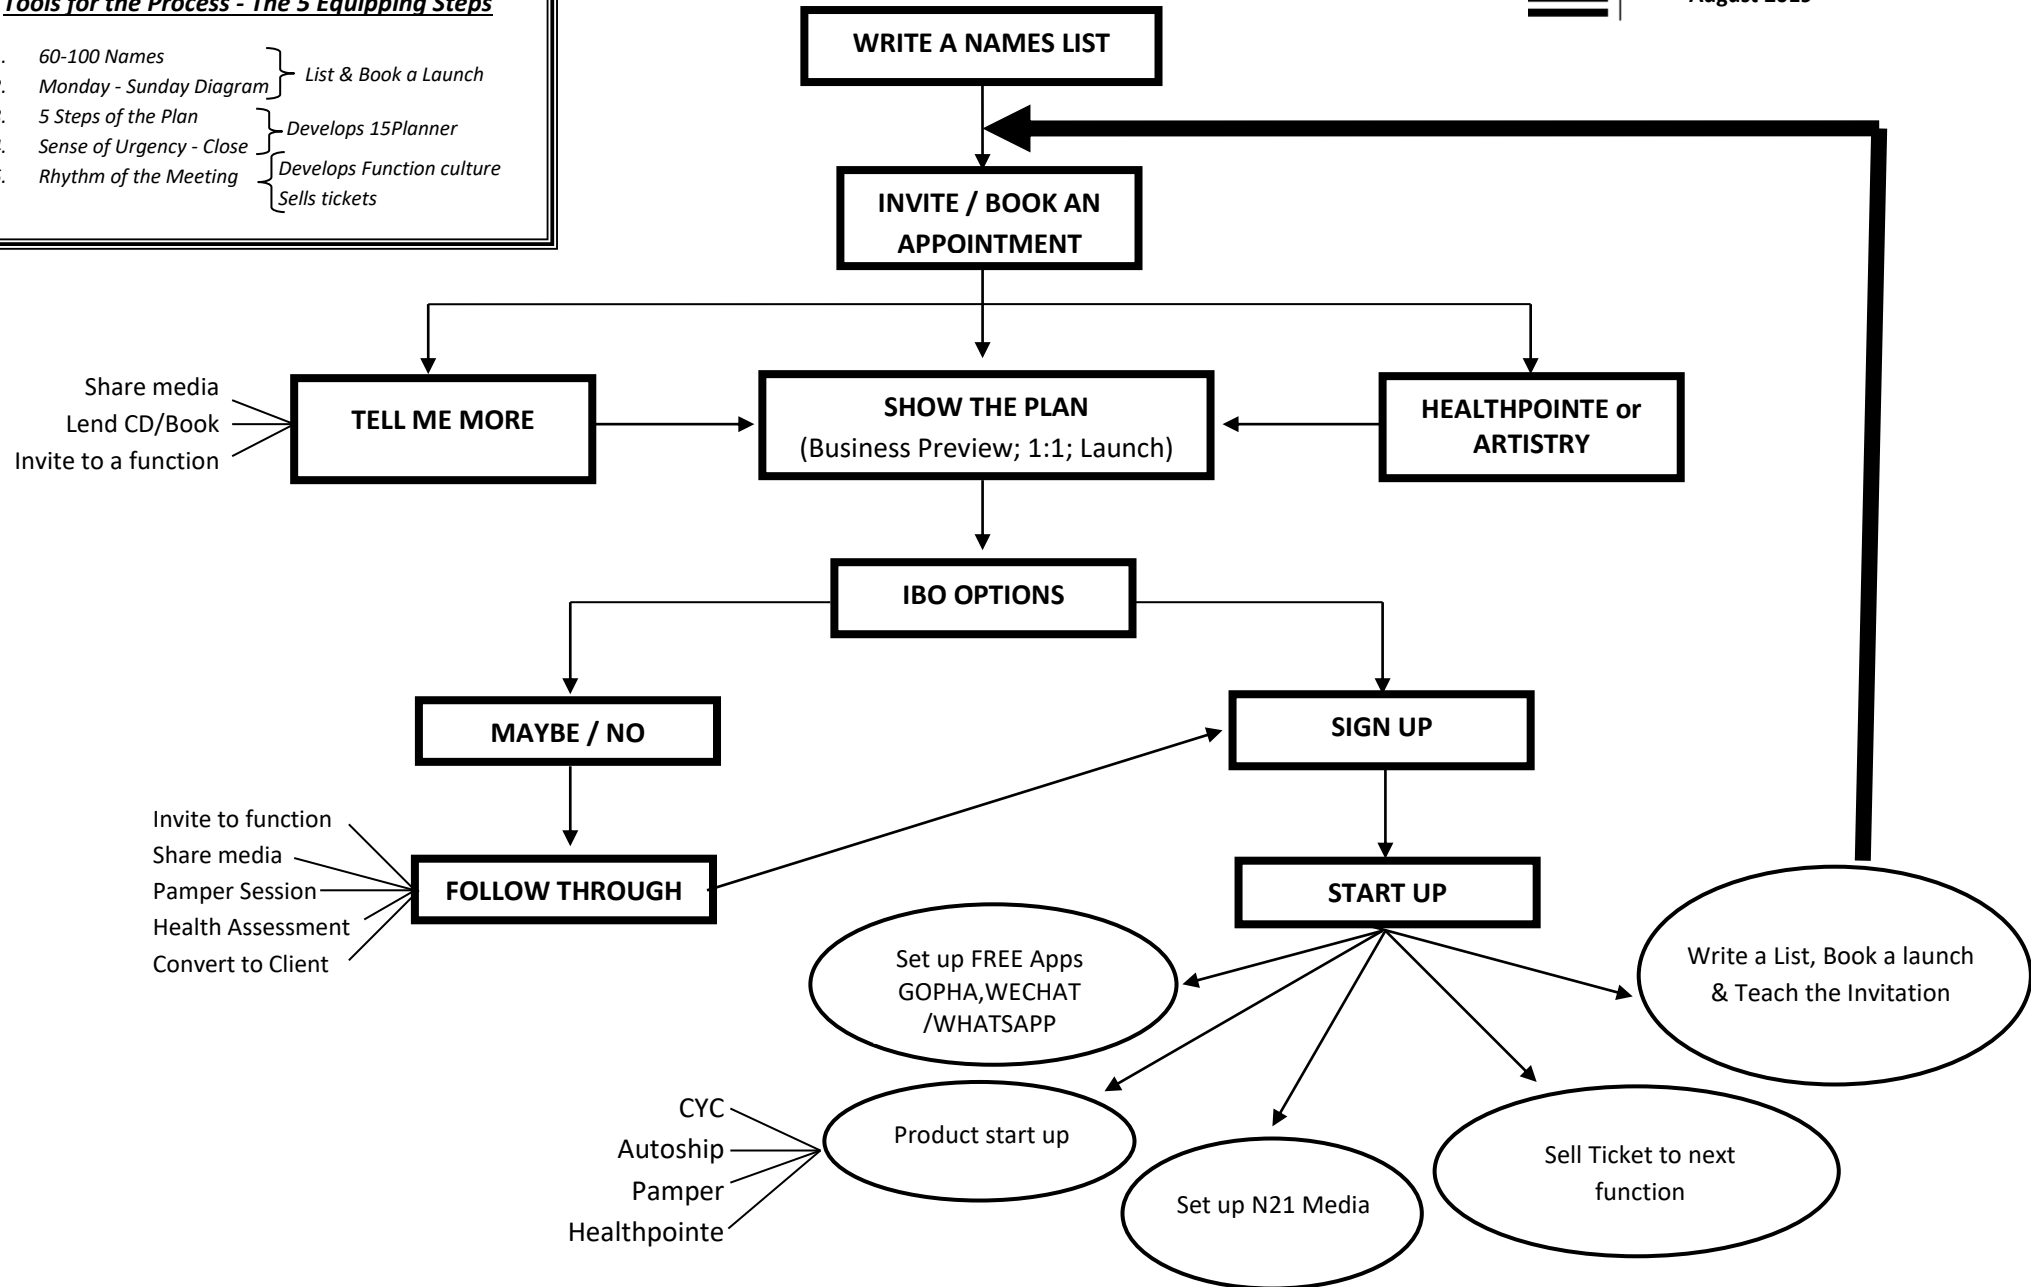 Tools for the Process - The 5 Equipping Steps
60-100 Names
Monday - Sunday Diagram
List & Book a Launch
5 Steps of the Plan
Sense of Urgency - Close
Develops 15Planner
Rhythm of the Meeting
Develops Function culture
Sells tickets
WRITE A NAMES LIST
INVITE / BOOK AN
APPOINTMENT
Share media
Lend CD/Book
Invite to a function
TELL ME MORE
SHOW THE PLAN
(Business Preview; 1:1; Launch)
HEALTHPOINTE or
ARTISTRY
IBO OPTIONS
MAYBE / NO
SIGN UP
Invite to function
Share media
Pamper Session
Health Assessment
Convert to Client
FOLLOW THROUGH
START UP
Set up FREE Apps
GOPHA,WECHAT
/WHATSAPP
Write a List, Book a launch
& Teach the Invitation
CYC
Autoship
Pamper
Healthpointe
Product start up
Set up N21 Media
Sell Ticket to next
function